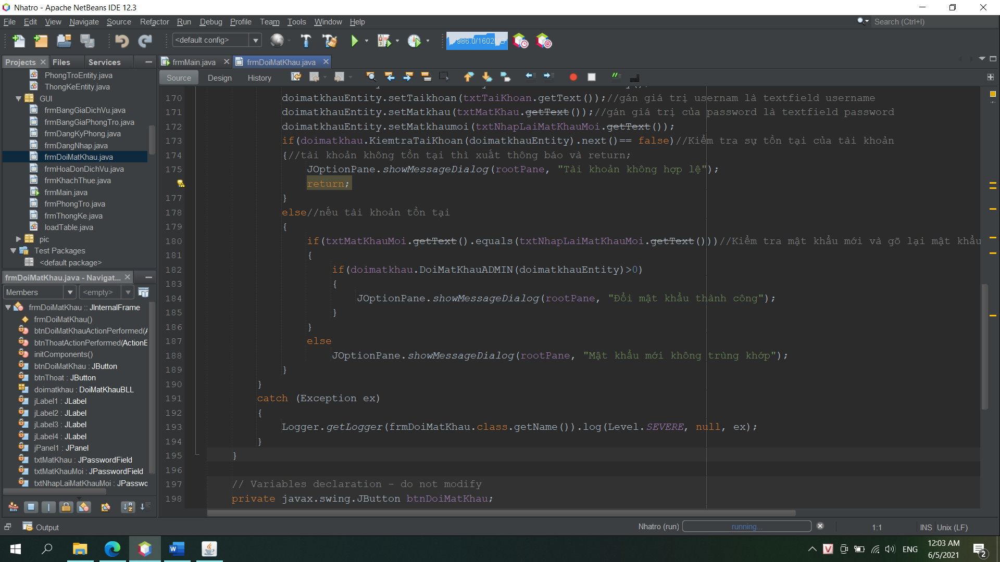 Nhatro - Apache NetBeans IDE 12.3
File Edit View Navigate Source Refactor Run Debug Profile Team Tools Window Help
Search (Ctrl+I)
<default config>
986.0/1602
Projects Files Services
frmMain.java frmDoiMatKhau.java
Source Design History
PhongTroEntity.java
ThongKeEntity.java
GUI
frmBangGiaDichVu.java
frmBangGiaPhongTro.java
frmDangKyPhong.java
frmDangNhap.java
frmDoiMatKhau.java
frmHoaDonDichVu.java
frmKhachThue.java
frmMain.java
frmPhongTro.java
frmThongKe.java
loadTable.java
pic
Test Packages
<default package>
frmDoiMatKhau.java - Navigat...
Members <empty>
frmDoiMatKhau :: JInternalFrame
frmDoiMatKhau()
btnDoiMatKhauActionPerformed(A
btnThoatActionPerformed(ActionE
initComponents()
btnDoiMatKhau : JButton
btnThoat : JButton
doimatkhau : DoiMatKhauBLL
jLabel1 : JLabel
jLabel2 : JLabel
jLabel3 : JLabel
jLabel4 : JLabel
jPanel1 : JPanel
txtMatKhau : JPasswordField
txtMatKhauMoi : JPasswordField
txtNhapLaiMatKhauMoi : JPasswo
170 doimatkhauEntity.setTaikhoan(txtTaiKhoan.getText());//gán giá trị usernam là textfield username
171 doimatkhauEntity.setMatkhau(txtMatKhau.getText());//gán giá trị của password là textfield password
172 doimatkhauEntity.setMatkhaumoi(txtNhapLaiMatKhauMoi.getText());
173 if(doimatkhau.KiemtraTaiKhoan(doimatkhauEntity).next()== false)//Kiểm tra sự tồn tại của tài khoản
174 {//tài khoản không tồn tại thì xuất thông báo và return;
175 JOptionPane.showMessageDialog(rootPane, "Tài khoản không hợp lệ");
return;
177 }
178 else//nếu tài khoản tồn tại
179 {
180 if(txtMatKhauMoi.getText().equals(txtNhapLaiMatKhauMoi.getText()))//Kiểm tra mật khẩu mới và gõ lại mật khẩu
181 {
182 if(doimatkhau.DoiMatKhauADMIN(doimatkhauEntity)>0)
183 {
184 JOptionPane.showMessageDialog(rootPane, "Đổi mật khẩu thành công");
185 }
186 }
187 else
188 JOptionPane.showMessageDialog(rootPane, "Mật khẩu mới không trùng khớp");
189 }
190 }
191 catch (Exception ex)
192 {
193 Logger.getLogger(frmDoiMatKhau.class.getName()).log(Level.SEVERE, null, ex);
194 }
195 }
196
197 // Variables declaration - do not modify
198 private javax.swing.JButton btnDoiMatKhau;
Output
Nhatro (run) running...
1:1 INS Unix (LF)
ENG
12:03 AM
6/5/2021
2